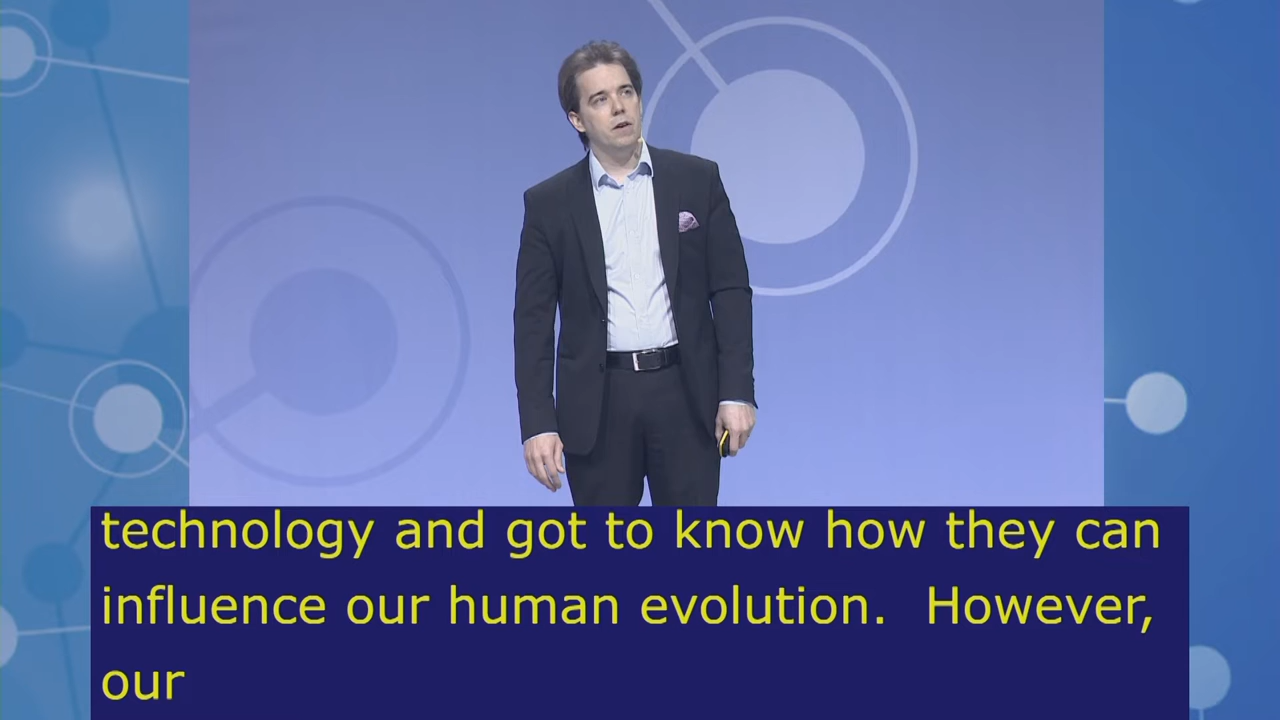 technology and got to know how they can
influence our human evolution.  However,
our